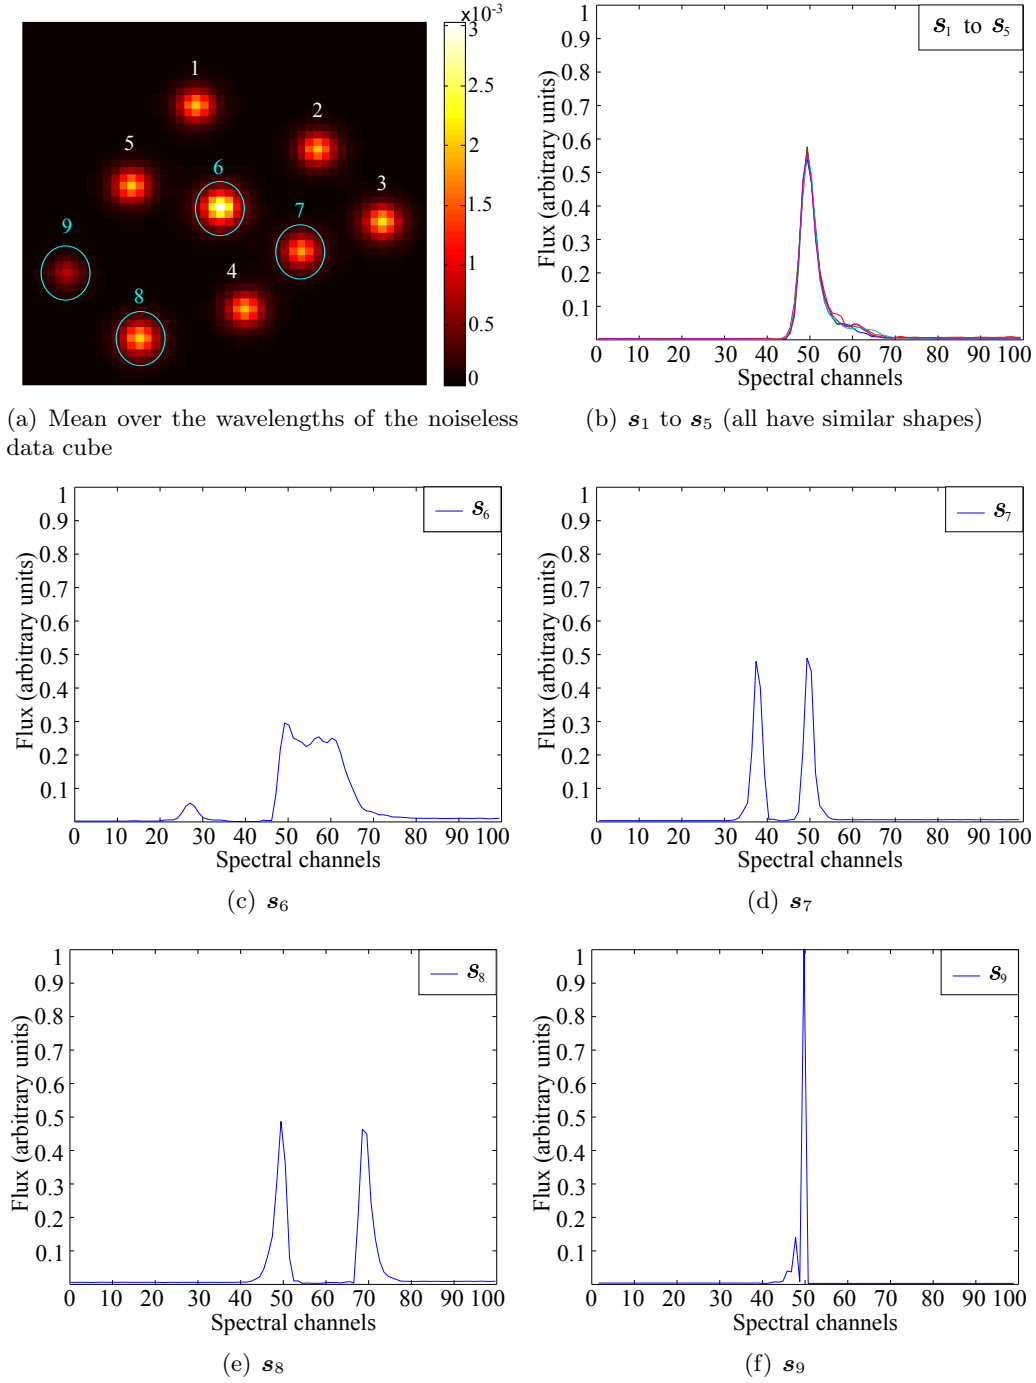 x10⁻³
3
2.5
2
1.5
1
0.5
0
1
2
3
4
5
6
7
8
9
(a) Mean over the wavelengths of the noiseless
data cube
s₁ to s₅
1
0.9
0.8
0.7
0.6
0.5
0.4
0.3
0.2
0.1
Flux (arbitrary units)
0 10 20 30 40 50 60 70 80 90 100
Spectral channels
(b) s₁ to s₅ (all have similar shapes)
s₆
1
0.9
0.8
0.7
0.6
0.5
0.4
0.3
0.2
0.1
Flux (arbitrary units)
0 10 20 30 40 50 60 70 80 90 100
Spectral channels
(c) s₆
s₇
1
0.9
0.8
0.7
0.6
0.5
0.4
0.3
0.2
0.1
Flux (arbitrary units)
0 10 20 30 40 50 60 70 80 90 100
Spectral channels
(d) s₇
s₈
1
0.9
0.8
0.7
0.6
0.5
0.4
0.3
0.2
0.1
Flux (arbitrary units)
0 10 20 30 40 50 60 70 80 90 100
Spectral channels
(e) s₈
s₉
1
0.9
0.8
0.7
0.6
0.5
0.4
0.3
0.2
0.1
Flux (arbitrary units)
0 10 20 30 40 50 60 70 80 90 100
Spectral channels
(f) s₉